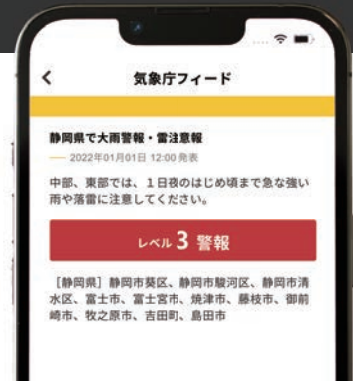 気象庁フィード
静岡県で大雨警報・雷注意報
2022年01月01日 12:00発表
中部、東部では、１日夜のはじめ頃まで急な強い
雨や落雷に注意してください。
レベル3 警報
［静岡県］静岡市葵区、静岡市駿河区、静岡市清
水区、富士市、富士宮市、焼津市、藤枝市、御前
崎市、牧之原市、吉田町、島田市